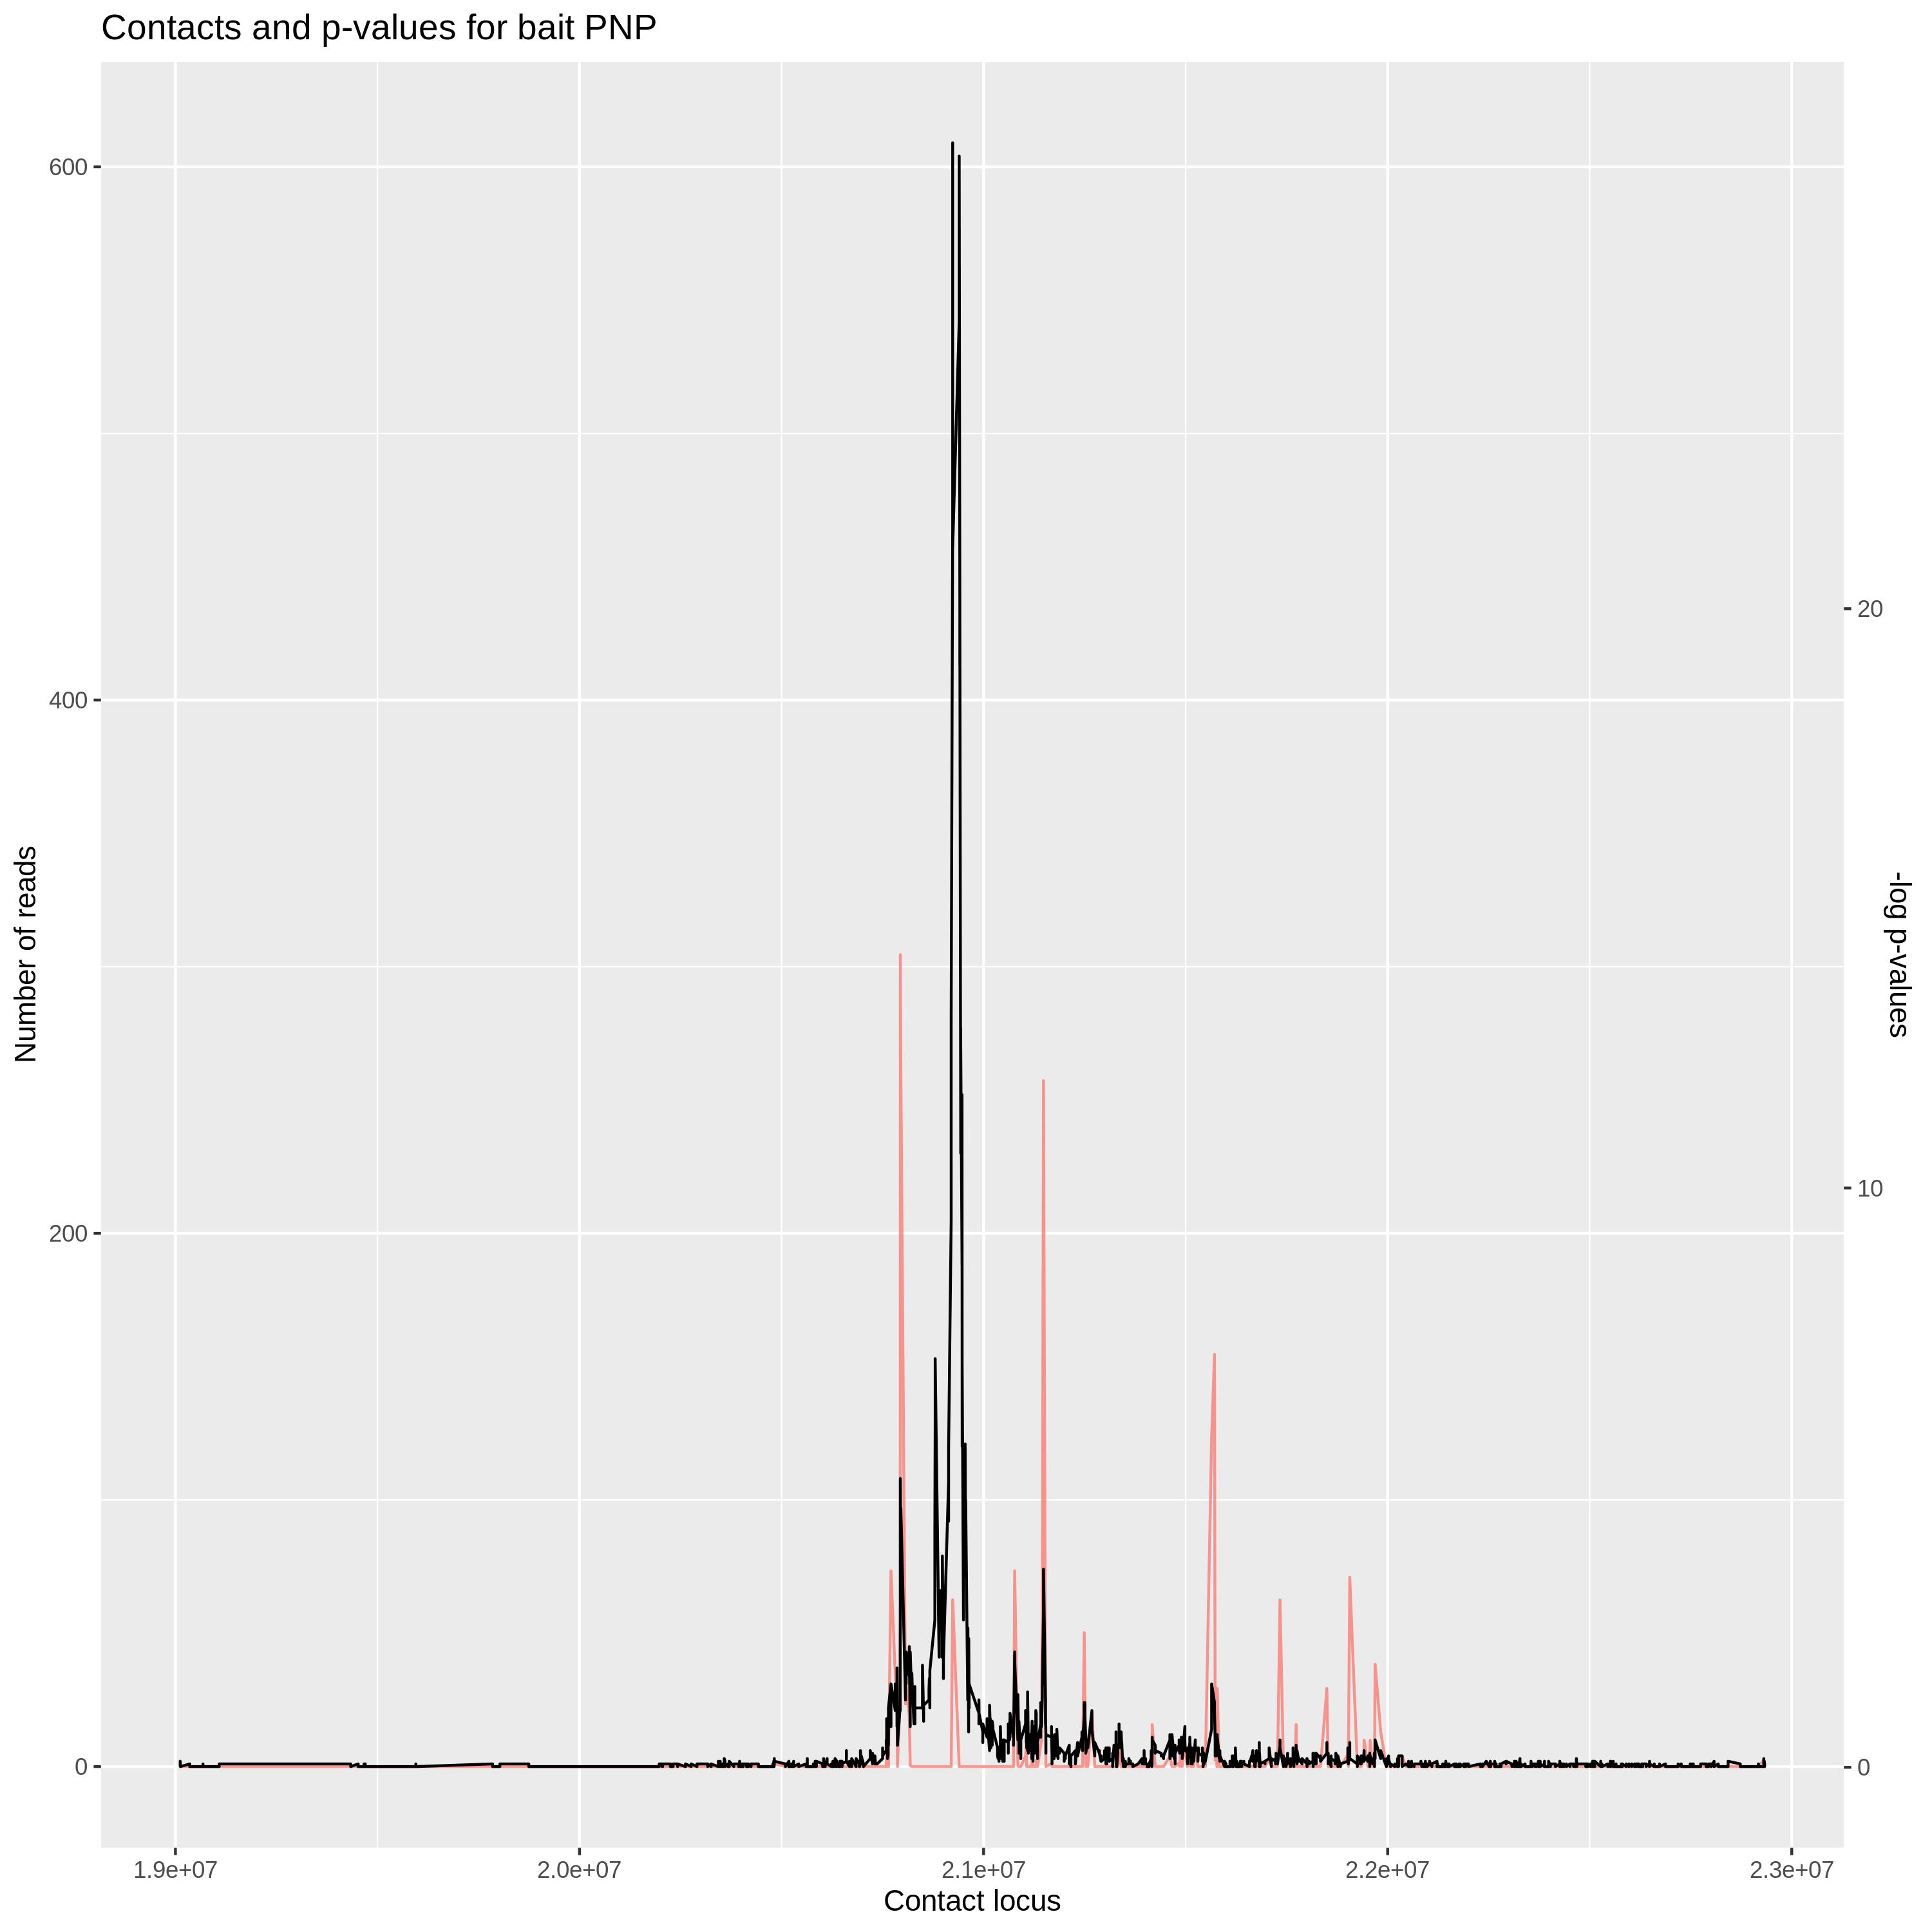 Contacts and p-values for bait PNP
Number of reads
600
400
200
0
20
10
0
-log p-values
1.9e+07
2.0e+07
2.1e+07
2.2e+07
2.3e+07
Contact locus